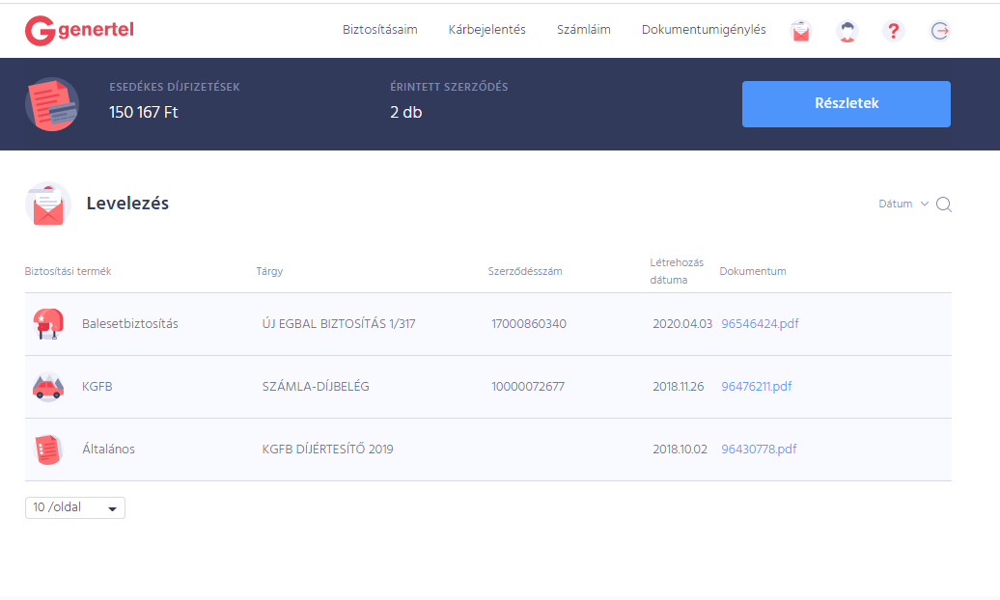 genertel
Biztosításaim Kárbejelentés Számláim Dokumentumigénylés ?
ESEDÉKES DÍJFIZETÉSEK ÉRINTETT SZERZŐDÉS
150 167 Ft 2 db Részletek
Levelezés Dátum
Biztosítási termék Tárgy Szerződésszám Létrehozás dátuma Dokumentum
Balesetbiztosítás ÚJ EGBAL BIZTOSÍTÁS 1/317 17000860340 2020.04.03 96546424.pdf
KGFB SZÁMLA-DÍJBELÉG 10000072677 2018.11.26 96476211.pdf
Általános KGFB DÍJÉRTESÍTŐ 2019 2018.10.02 96430778.pdf
10 /oldal